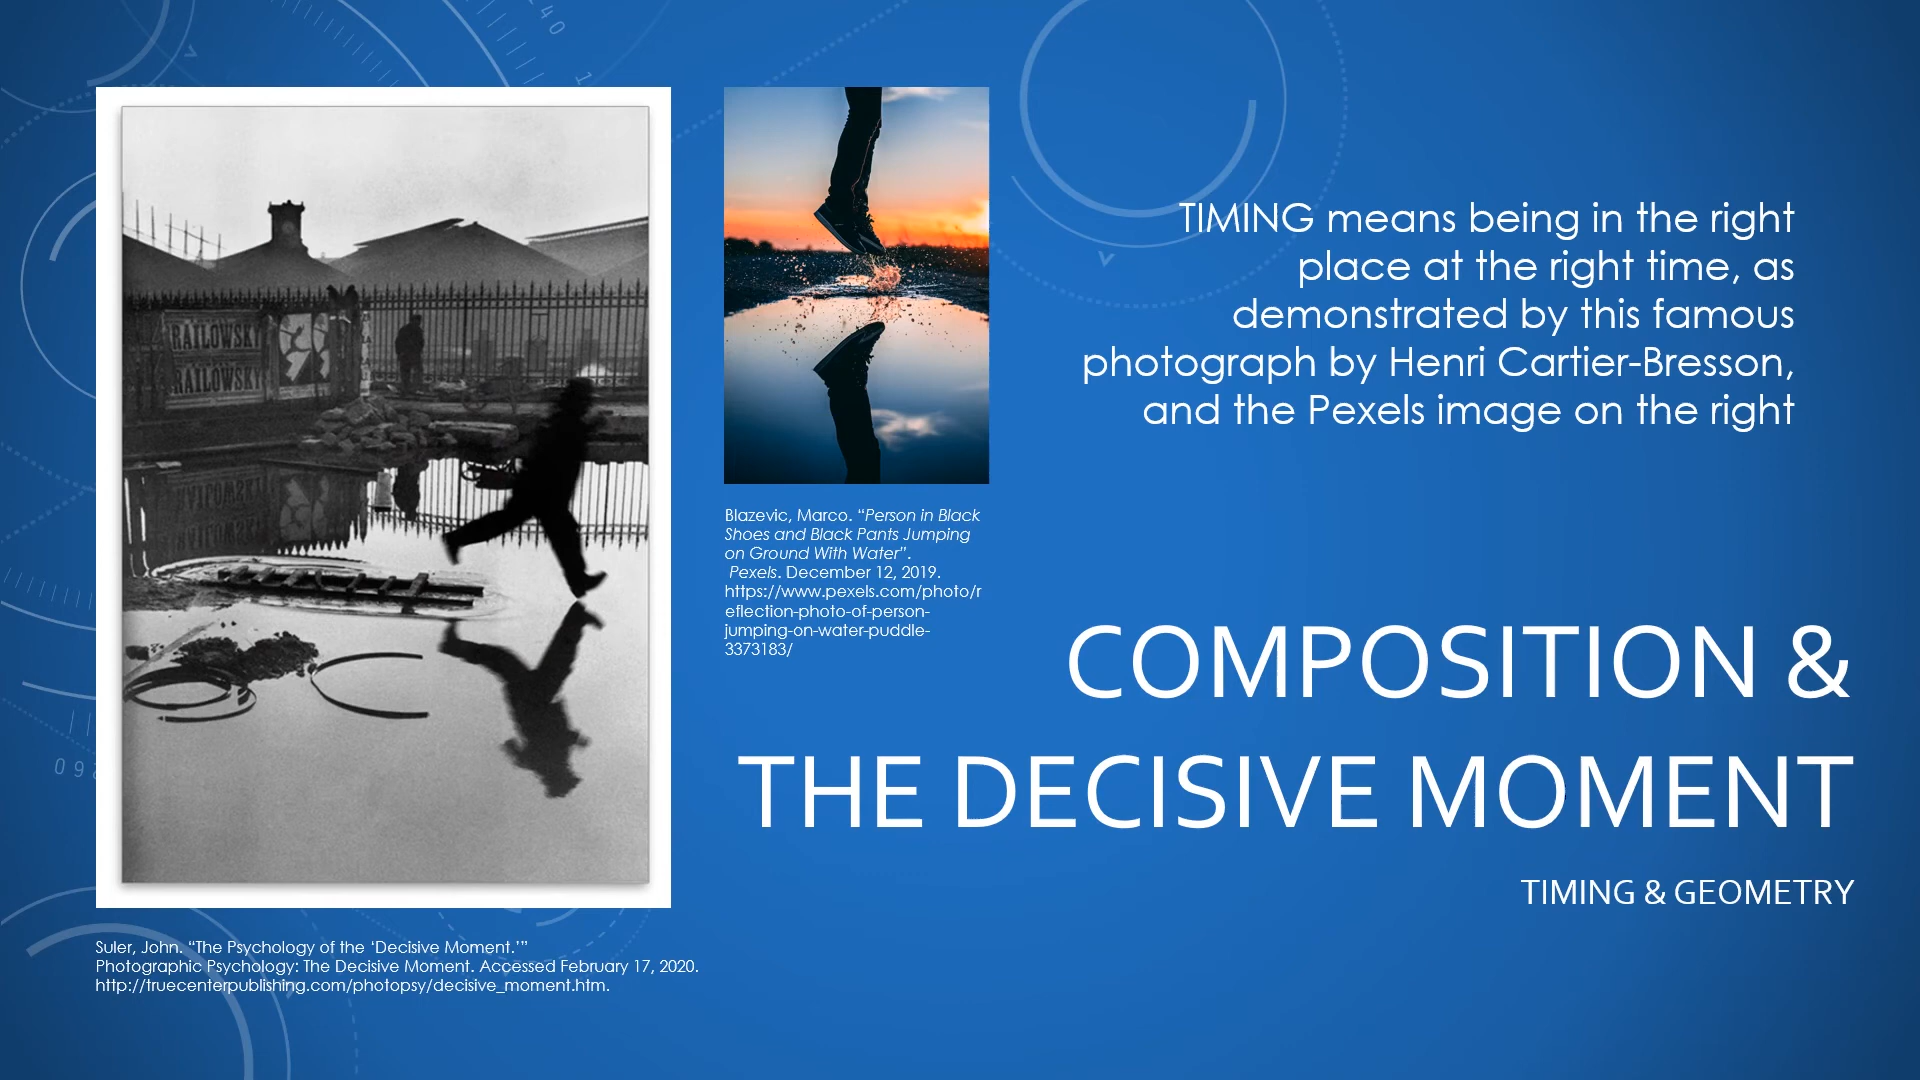 RAILOWSKY
RAILOWSKY
TIMING means being in the right
place at the right time, as
demonstrated by this famous
photograph by Henri Cartier-Bresson,
and the Pexels image on the right
Blazevic, Marco. “Person in Black
Shoes and Black Pants Jumping
on Ground With Water”.
Pexels. December 12, 2019.
https://www.pexels.com/photo/r
eflection-photo-of-person-
jumping-on-water-puddle-
3373183/
COMPOSITION &
THE DECISIVE MOMENT
TIMING & GEOMETRY
Suler, John. “The Psychology of the ‘Decisive Moment.’”
Photographic Psychology: The Decisive Moment. Accessed February 17, 2020.
http://truecenterpublishing.com/photopsy/decisive_moment.htm.